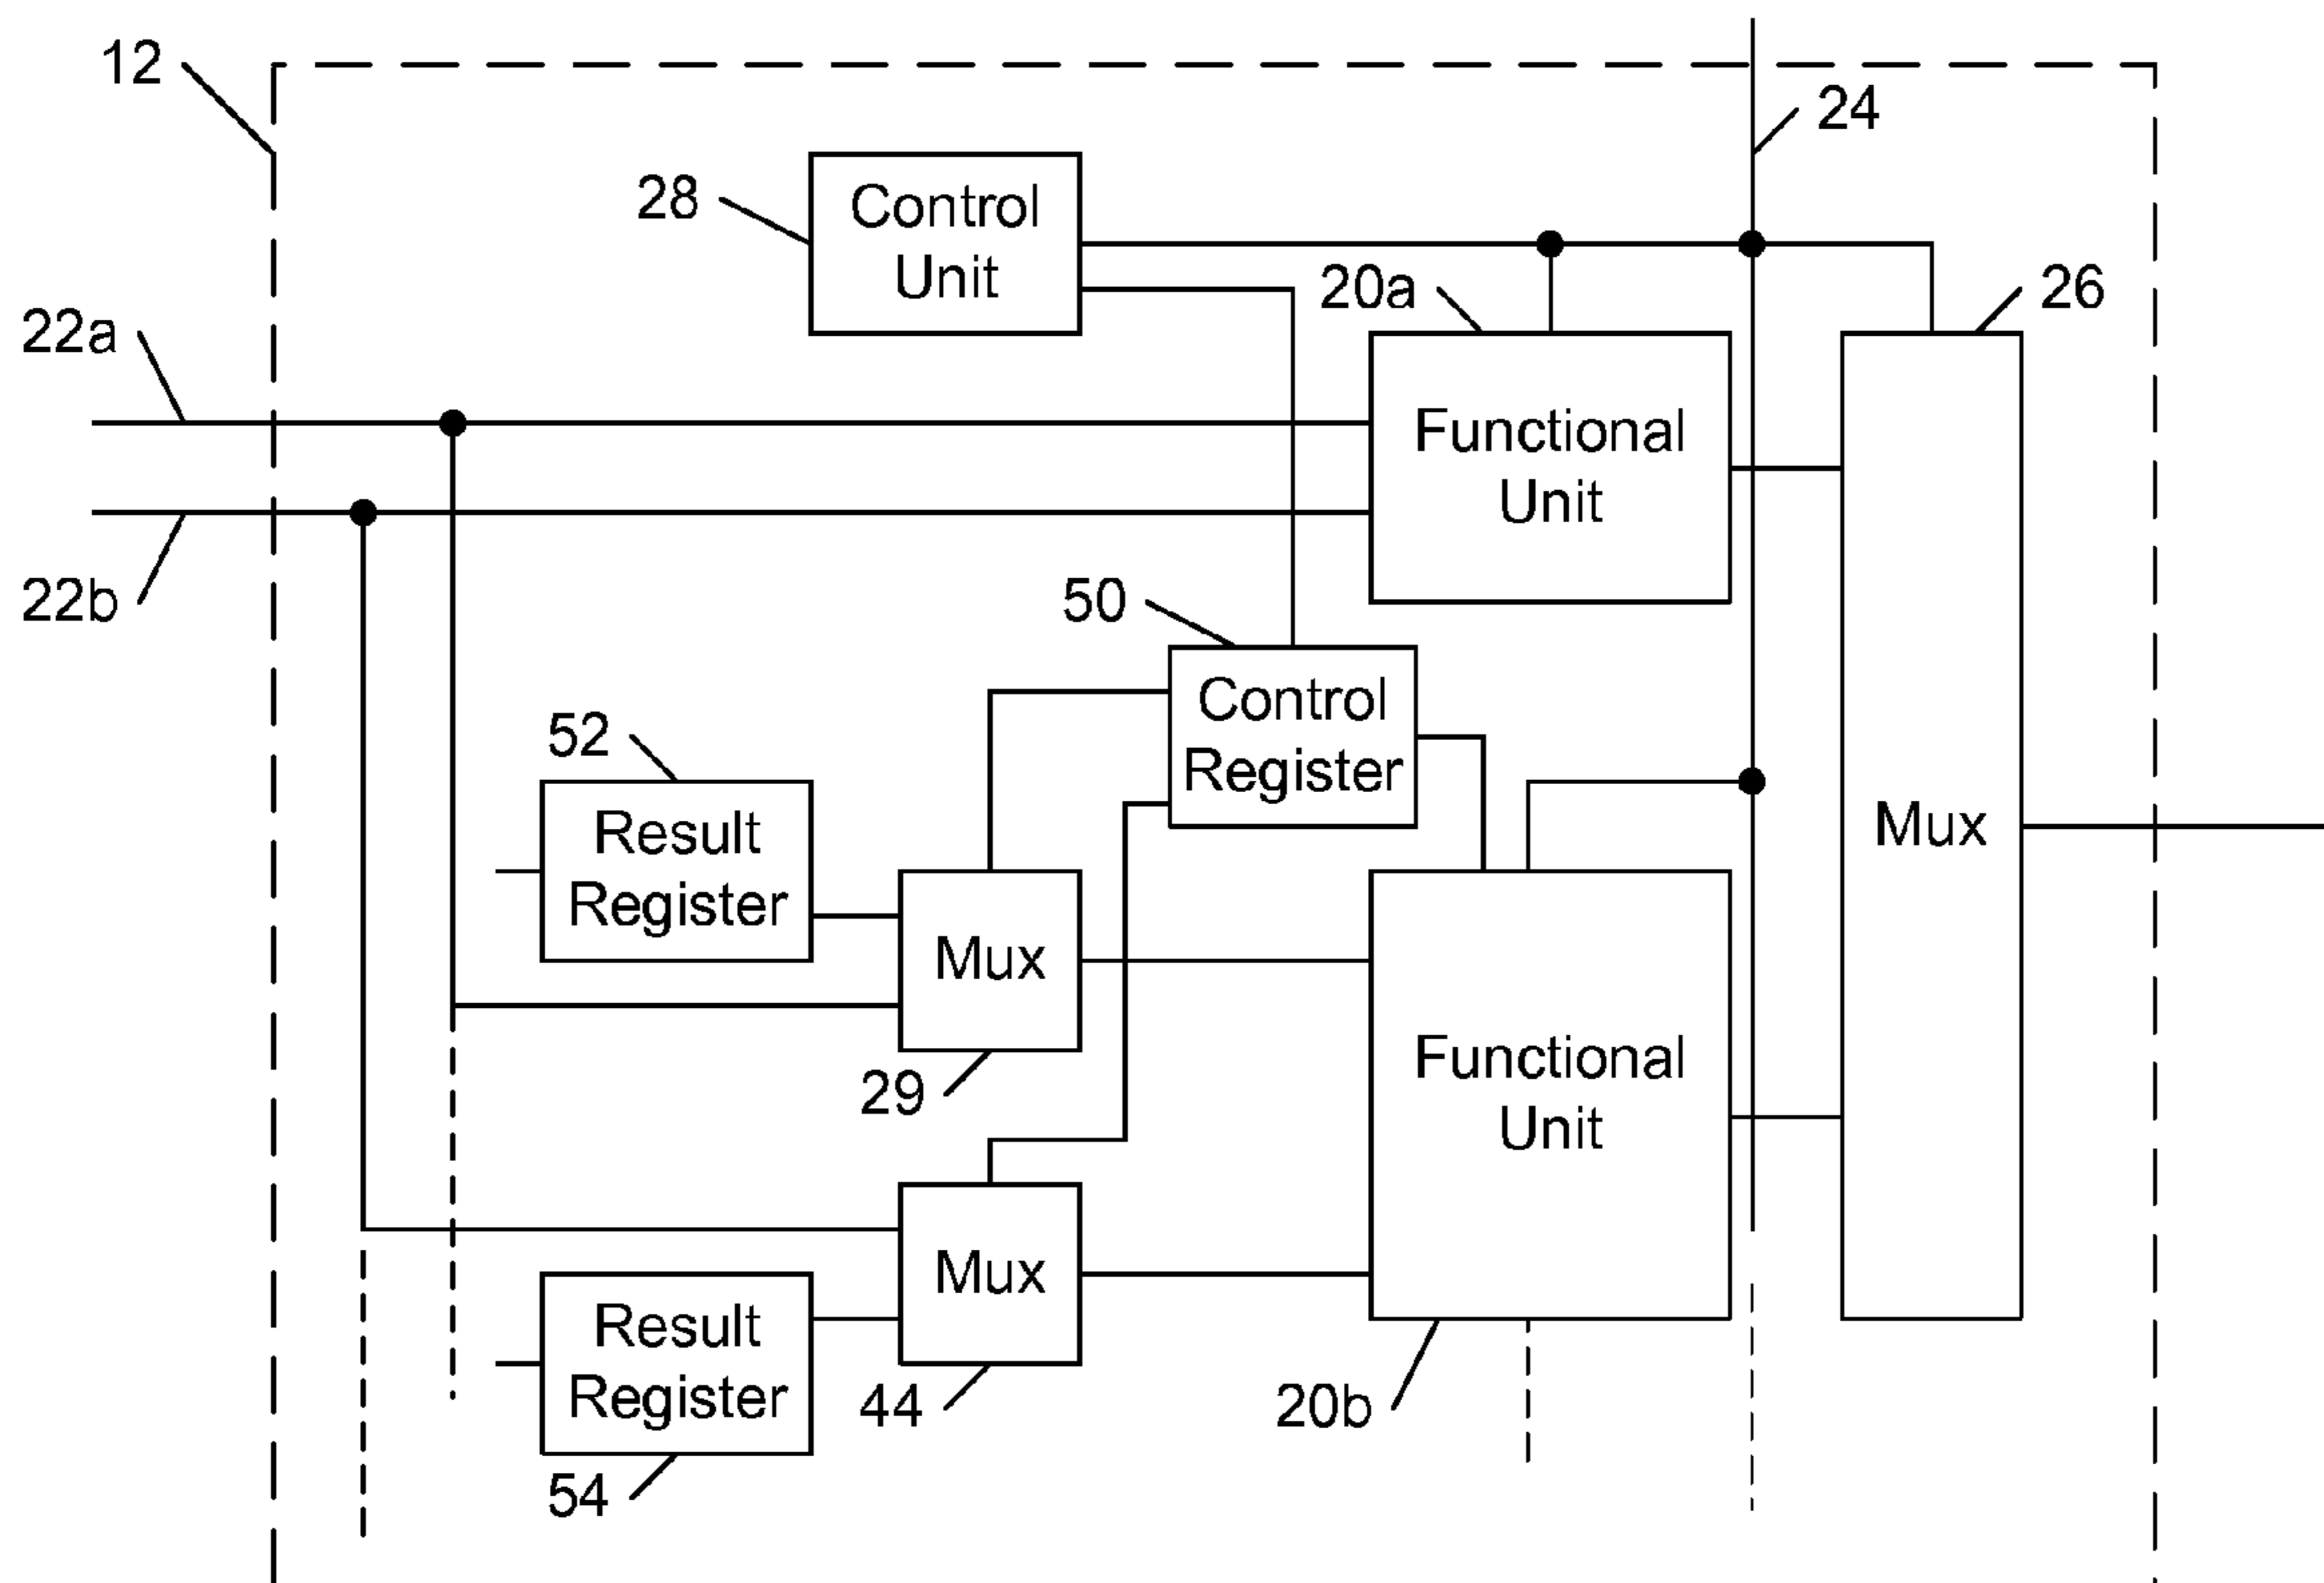 12
24
28
Control
Unit
20a
26
22a
Functional
Unit
22b
50
Control
Register
52
Result
Register
Mux
Mux
29
Functional
Unit
Mux
Result
Register
44
20b
54